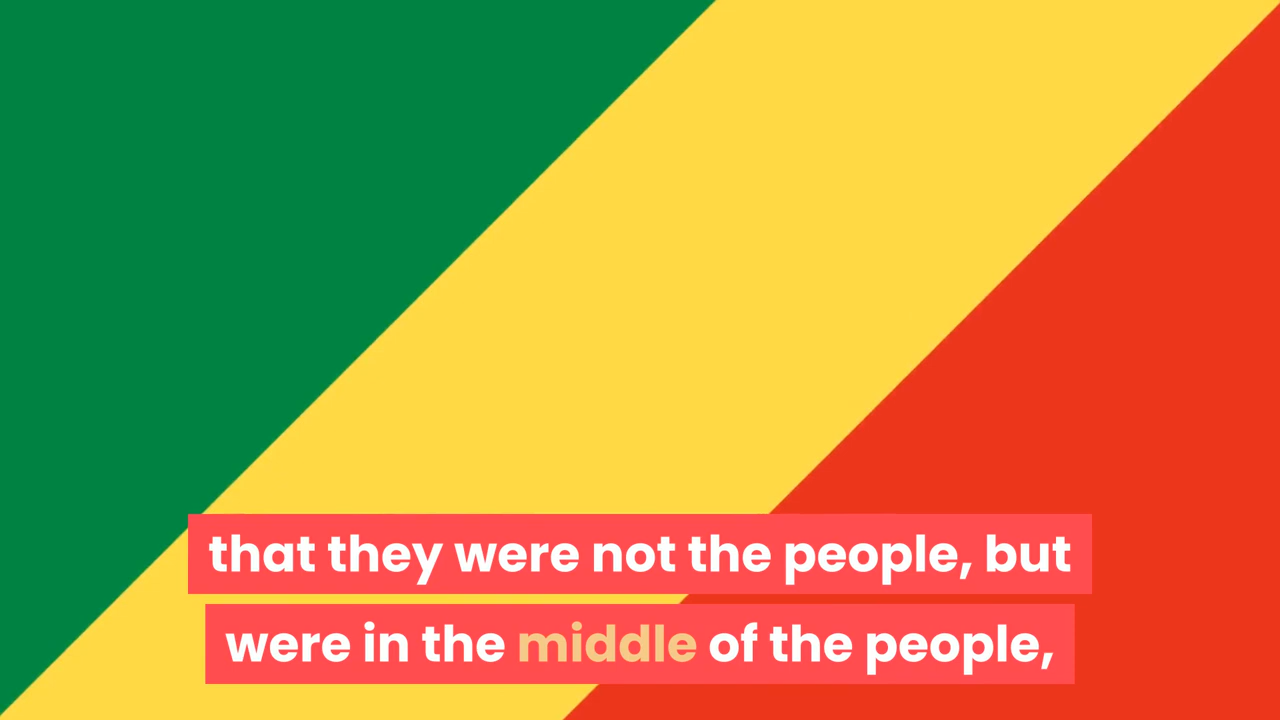 that they were not the people, but
were in the middle of the people,